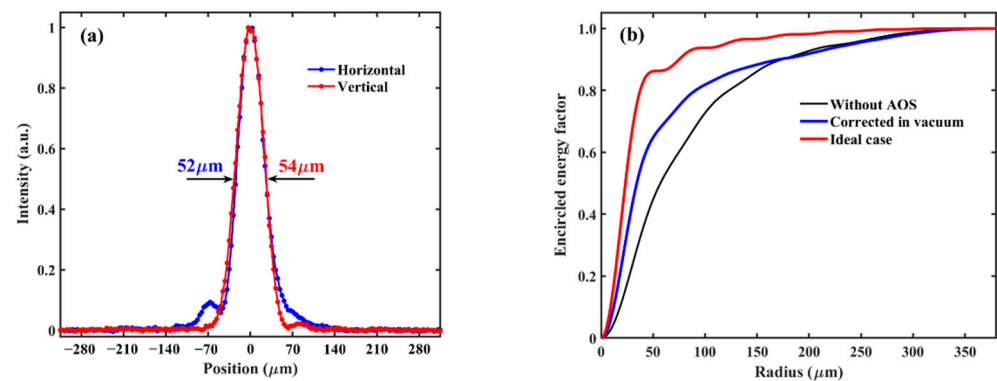 (a)
Horizontal
Vertical
52μm
54μm
Intensity (a.u.)
1
0.8
0.6
0.4
0.2
0
-280 -210 -140 -70 0 70 140 210 280
Position (μm)
(b)
Without AOS
Corrected in vacuum
Ideal case
Encircled energy factor
1.0
0.8
0.6
0.4
0.2
0.0
0 50 100 150 200 250 300 350
Radius (μm)